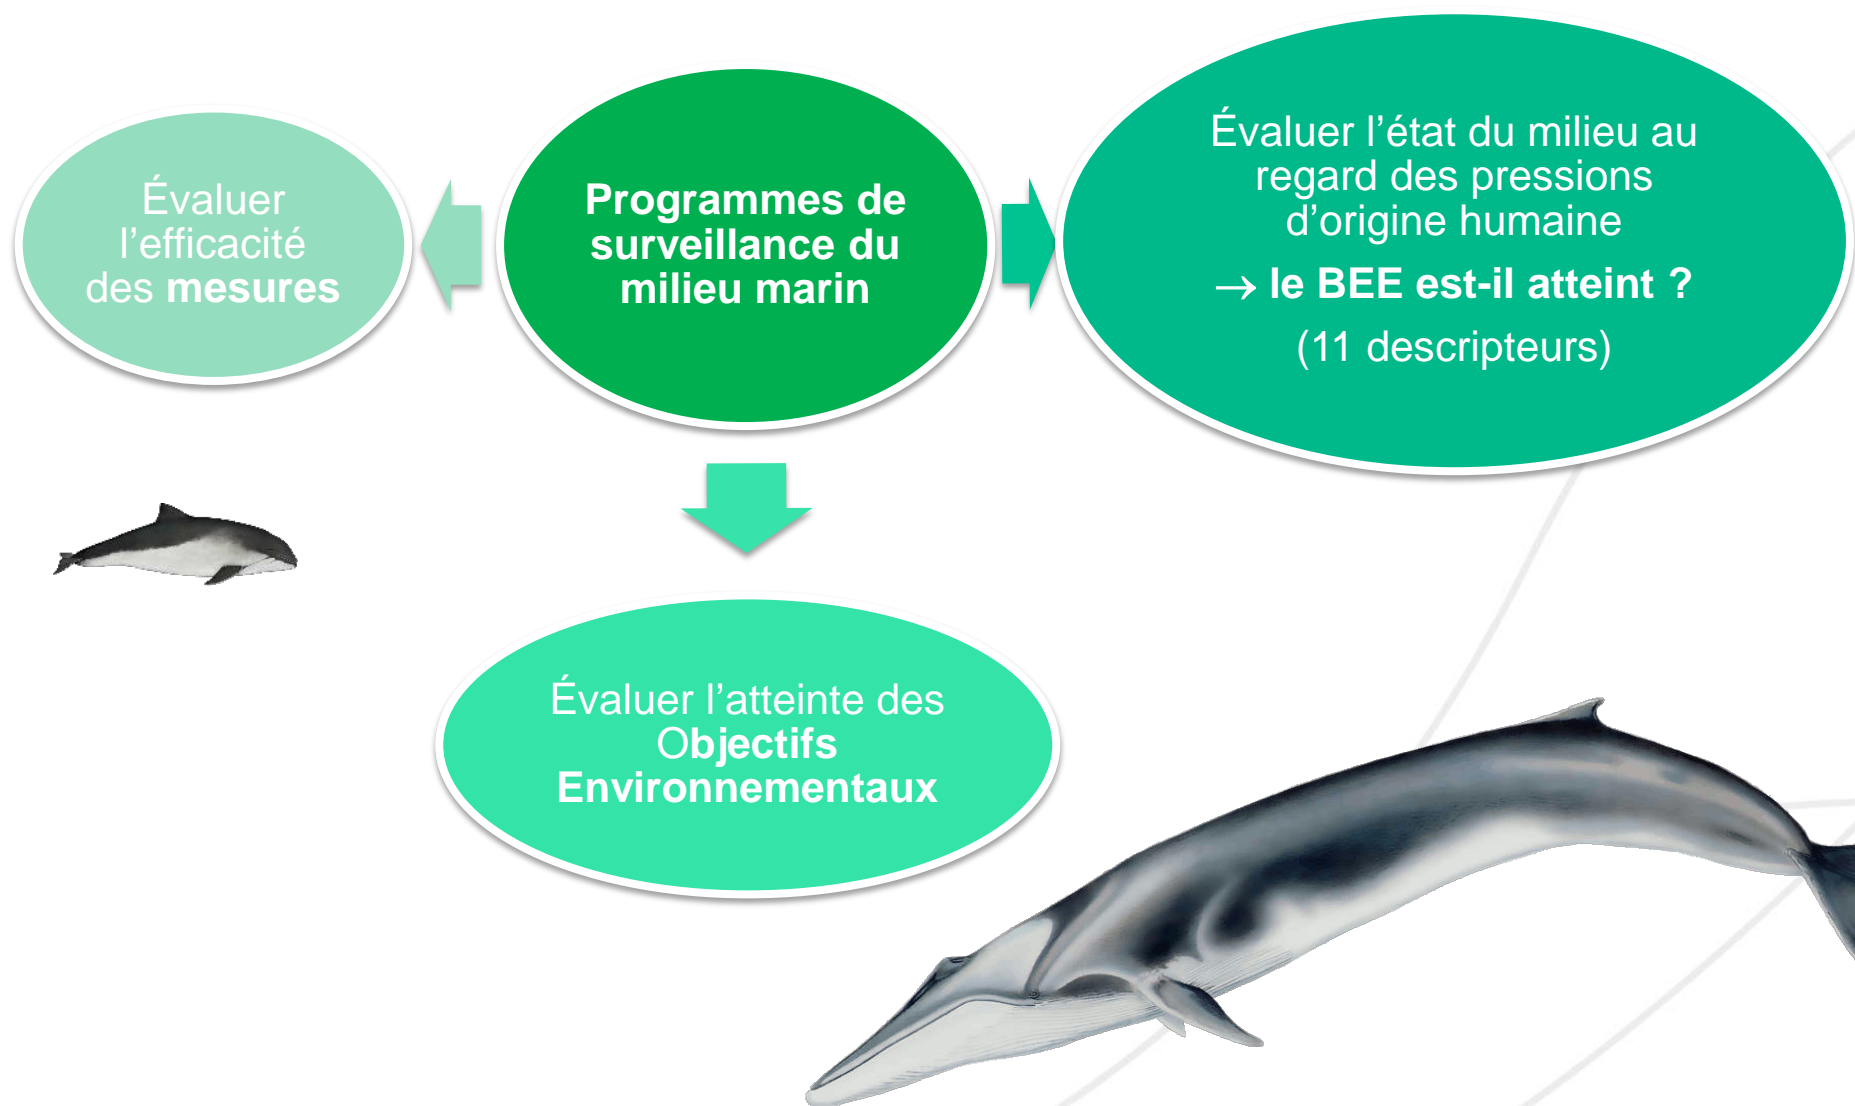 Évaluer
l’efficacité
des mesures
Programmes de
surveillance du
milieu marin
Évaluer l’état du milieu au
regard des pressions
d’origine humaine
→ le BEE est-il atteint ?
(11 descripteurs)
Évaluer l’atteinte des
Objectifs
Environnementaux